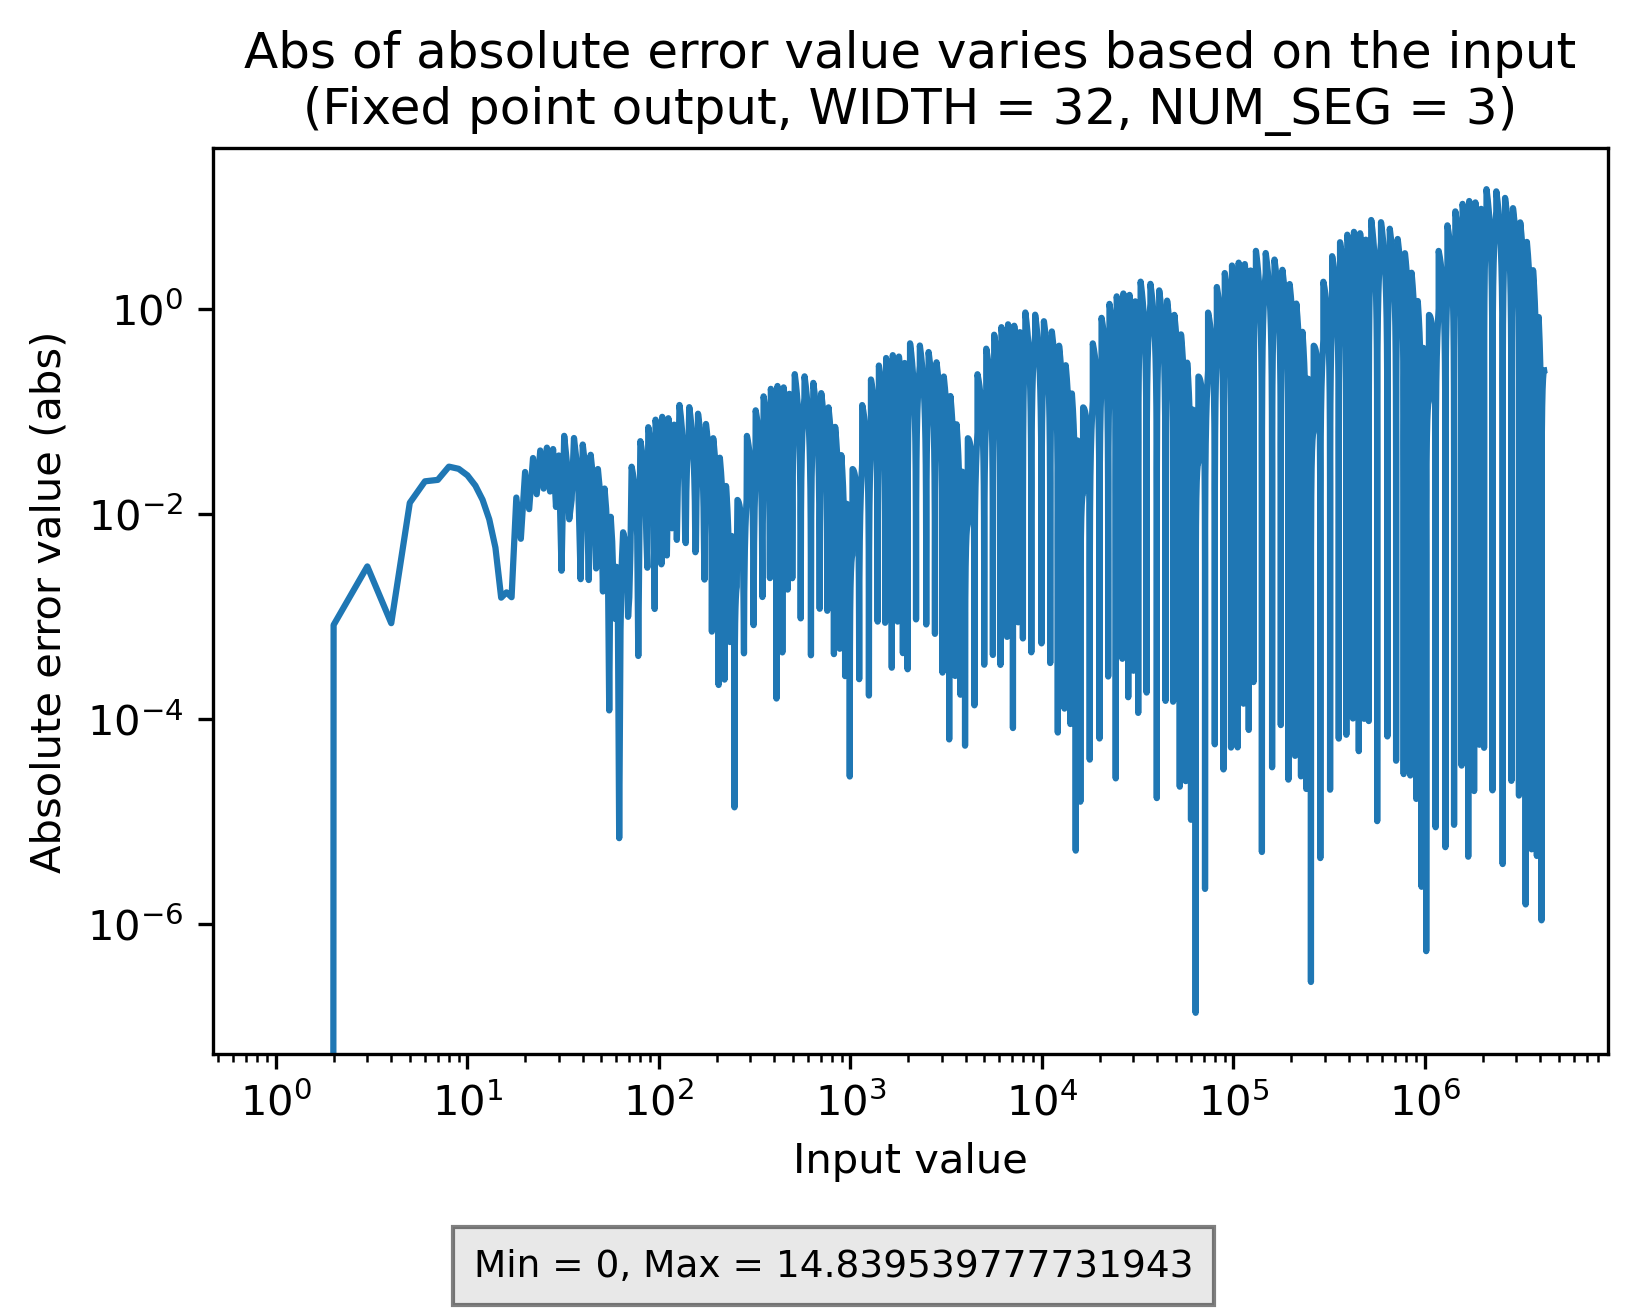 Abs of absolute error value varies based on the input
(Fixed point output, WIDTH = 32, NUM_SEG = 3)
Absolute error value (abs)
10⁰
10⁻²
10⁻⁴
10⁻⁶
10⁰ 10¹ 10² 10³ 10⁴ 10⁵ 10⁶
Input value
Min = 0, Max = 14.839539777731943